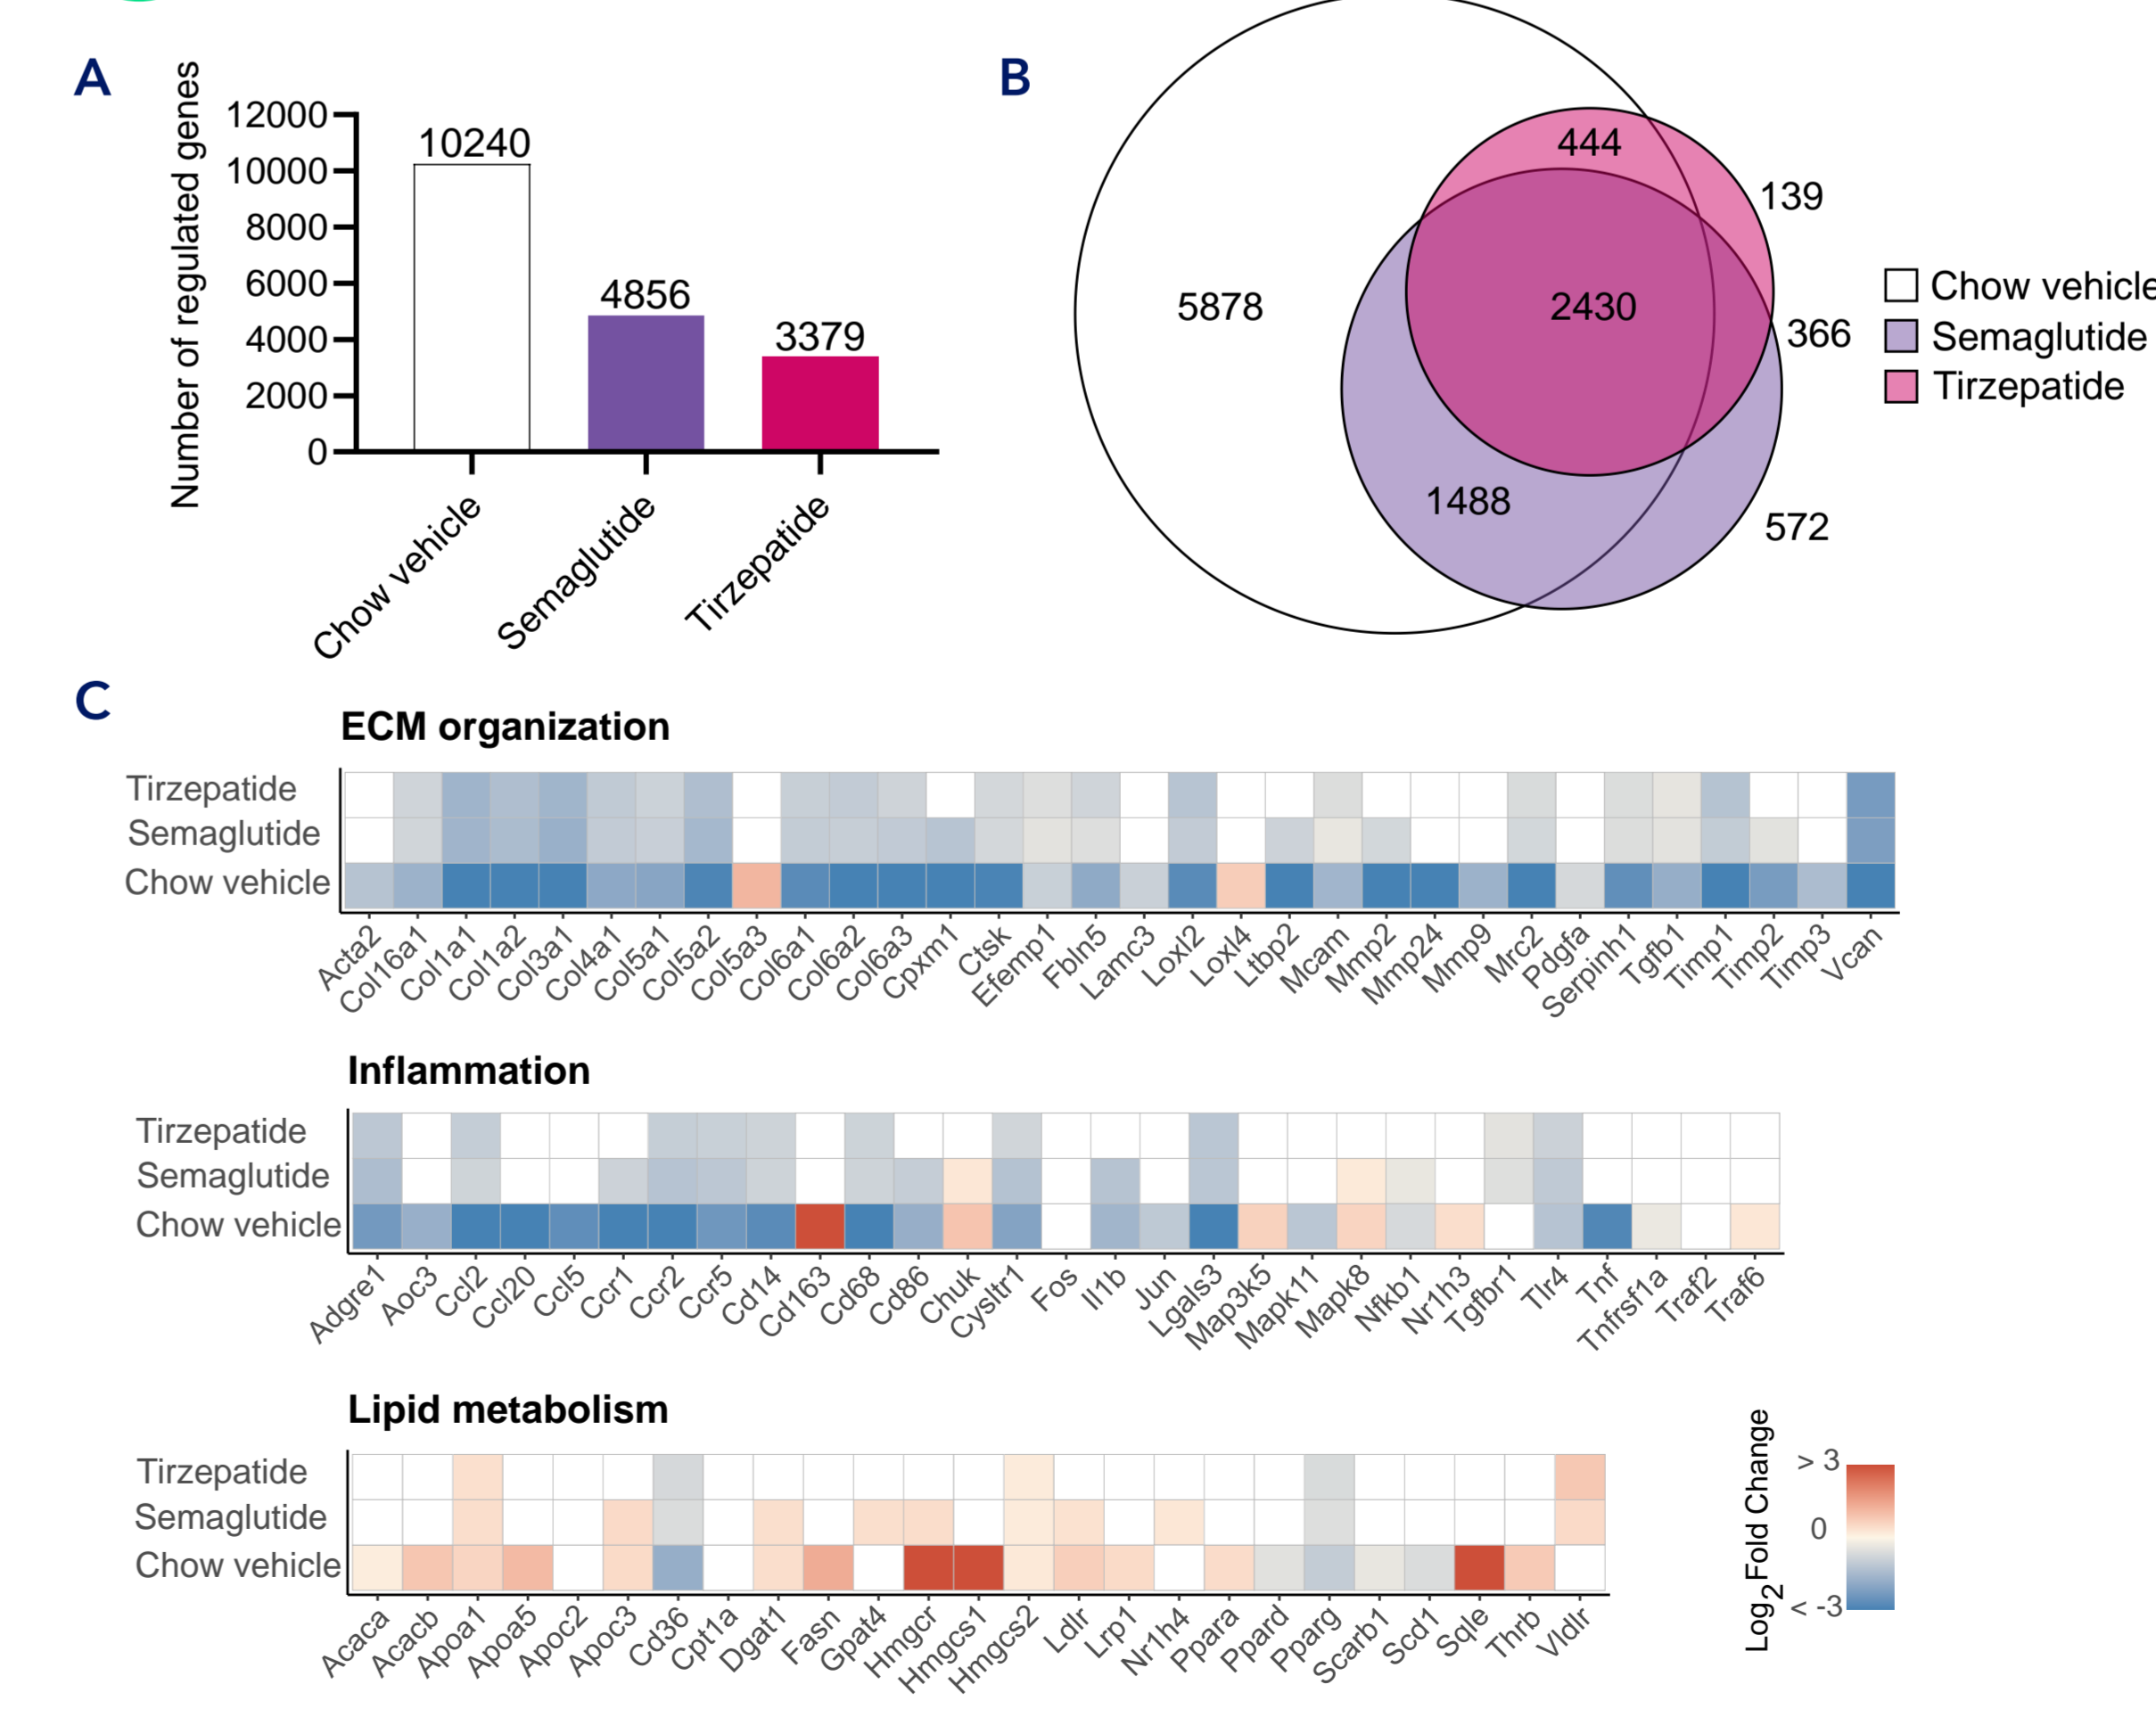 A
Number of regulated genes
12000
10000
8000
6000
4000
2000
0
10240
4856
3379
Chow vehicle
Semaglutide
Tirzepatide
B
444
139
5878
2430
366
1488
572
Chow vehicle
Semaglutide
Tirzepatide
C
ECM organization
Tirzepatide
Semaglutide
Chow vehicle
Acta2 Col16a1 Col1a1 Col1a2 Col3a1 Col4a1 Col5a1 Col5a2 Col5a3 Col6a1 Col6a2 Col6a3 Cpxm1 Ctsk Efemp1 Fbln5 Lamc3 Loxl2 Loxl4 Ltbp2 Mcam Mmp2 Mmp24 Mmp9 Mrc2 Pdgfa Serpinh1 Tgfb1 Timp1 Timp2 Timp3 Vcan
Inflammation
Tirzepatide
Semaglutide
Chow vehicle
Adgre1 Aoc3 Ccl2 Ccl20 Ccl5 Ccr1 Ccr2 Ccr5 Cd14 Cd163 Cd68 Cd86 Chuk Cysltr1 Fos Il1b Jun Lgals3 Map3k5 Mapk11 Mapk8 Nfkb1 Nr1h3 Tgfbr1 Tlr4 Tnf Tnfrsf1a Traf2 Traf6
Lipid metabolism
Tirzepatide
Semaglutide
Chow vehicle
Acaca Acacb Apoa1 Apoa5 Apoc2 Apoc3 Cd36 Cpt1a Dgat1 Fasn Gpat4 Hmgcr Hmgcs1 Hmgcs2 Ldlr Lrp1 Nr1h4 Ppara Ppard Pparg Scarb1 Scd1 Sqle Thrb Vldlr
Log2 Fold Change
> 3
0
< -3